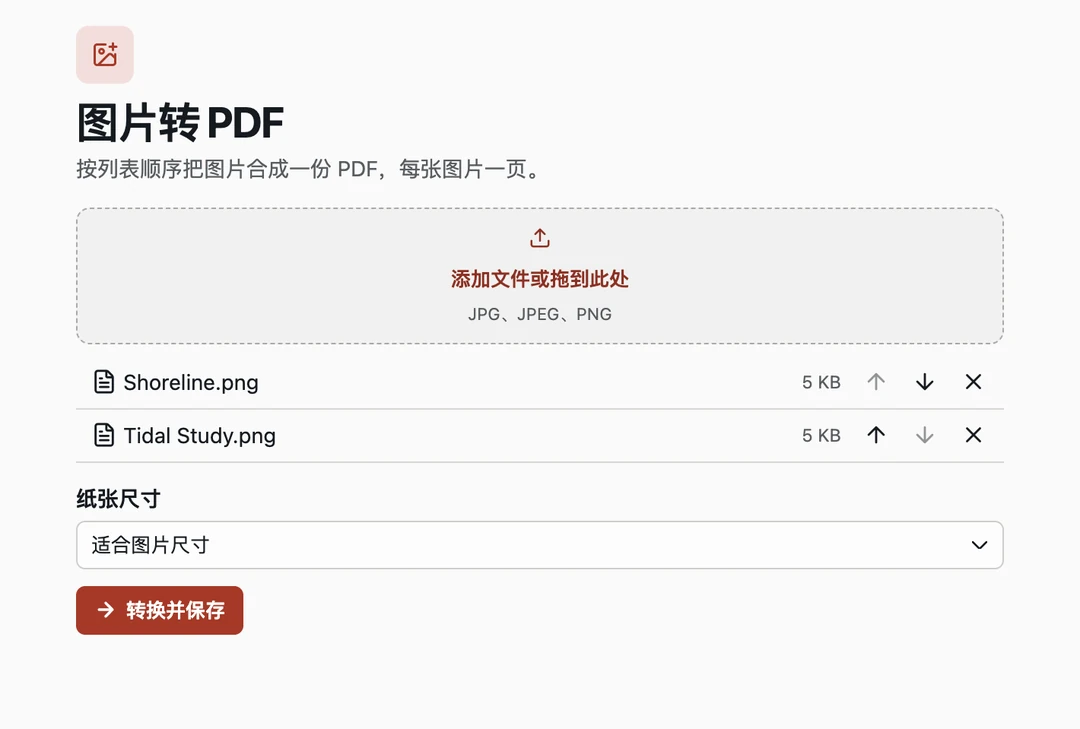 图片转 PDF
按列表顺序把图片合成一份 PDF，每张图片一页。
添加文件或拖到此处
JPG、JPEG、PNG
Shoreline.png 5 KB
Tidal Study.png 5 KB
纸张尺寸
适合图片尺寸
转换并保存